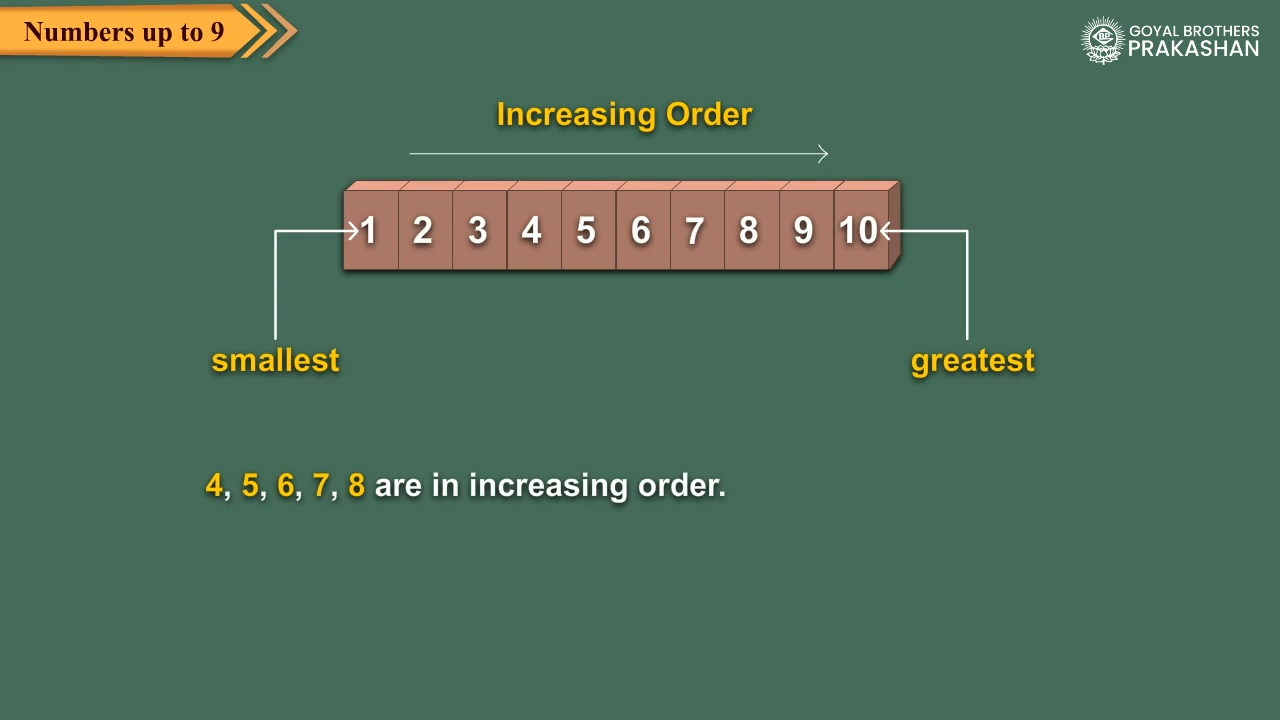 Numbers up to 9
GOYAL BROTHERS
PRAKASHAN
Increasing Order
1 2 3 4 5 6 7 8 9 10
smallest
greatest
4, 5, 6, 7, 8 are in increasing order.